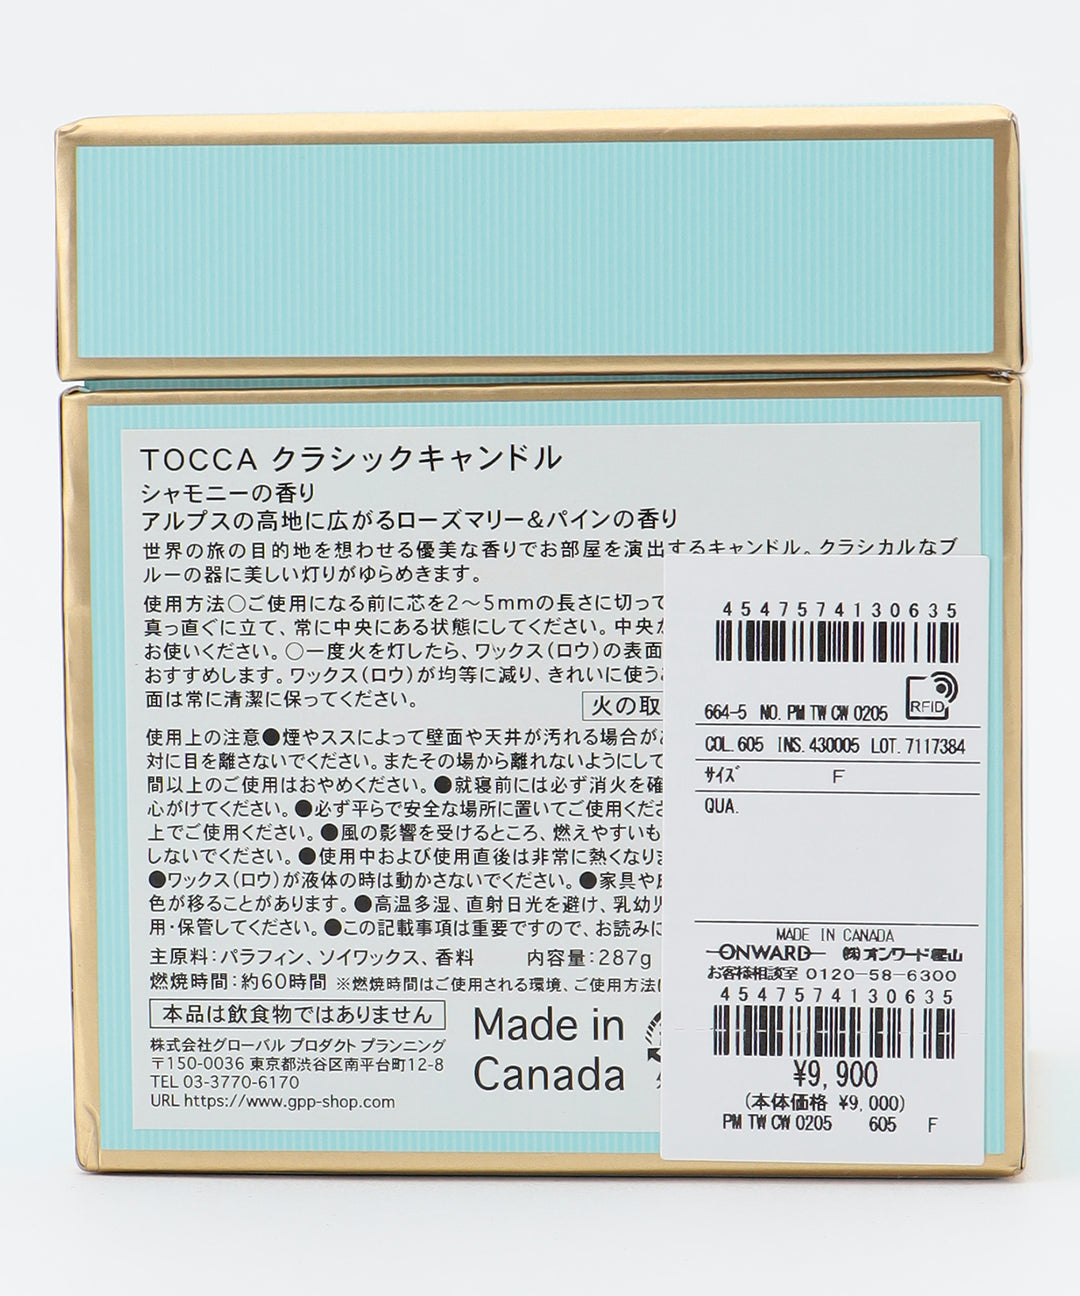 TOCCA クラシックキャンドル
シャモニーの香り
アルプスの高地に広がるローズマリー＆パインの香り
世界の旅の目的地を想わせる優美な香りでお部屋を演出するキャンドル。クラシカルなブ
ルーの器に美しい灯りがゆらめきます。
使用方法○ご使用になる前に芯を2～5mmの長さに切って
真っ直ぐに立て、常に中央にある状態にしてください。中央か
お使いください。○一度火を灯したら、ワックス(ロウ)の表面
おすすめします。ワックス(ロウ)が均等に減り、きれいに使う
面は常に清潔に保ってください。
火の取
使用上の注意●煙やススによって壁面や天井が汚れる場合が
対に目を離さないでください。またその場から離れないようにして
間以上のご使用はおやめください。●就寝前には必ず消火を確
心がけてください。●必ず平らで安全な場所に置いてご使用くださ
上でご使用ください。●風の影響を受けるところ、燃えやすいも
しないでください。●使用中および使用直後は非常に熱くなりま
●ワックス(ロウ)が液体の時は動かさないでください。●家具や
色が移ることがあります。●高温多湿、直射日光を避け、乳幼児
用・保管してください。●この記載事項は重要ですので、お読みに
主原料：パラフィン、ソイワックス、香料 内容量：287g
燃焼時間：約60時間 ※燃焼時間はご使用される環境、ご使用方法
本品は飲食物ではありません
株式会社グローバル プロダクト プランニング
〒150-0036 東京都渋谷区南平台町12-8
TEL 03-3770-6170
URL https://www.gpp-shop.com
Made in
Canada
4547574130635
RFID
664-5 NO. PM TW CW 0205
COL. 605 INS. 430005 LOT. 7117384
サイズ F
QUA.
MADE IN CANADA
ONWARD ㈱オンワード樫山
お客様相談室 0120-58-6300
4547574130635
¥9,900
(本体価格 ¥9,000)
PM TW CW 0205 605 F